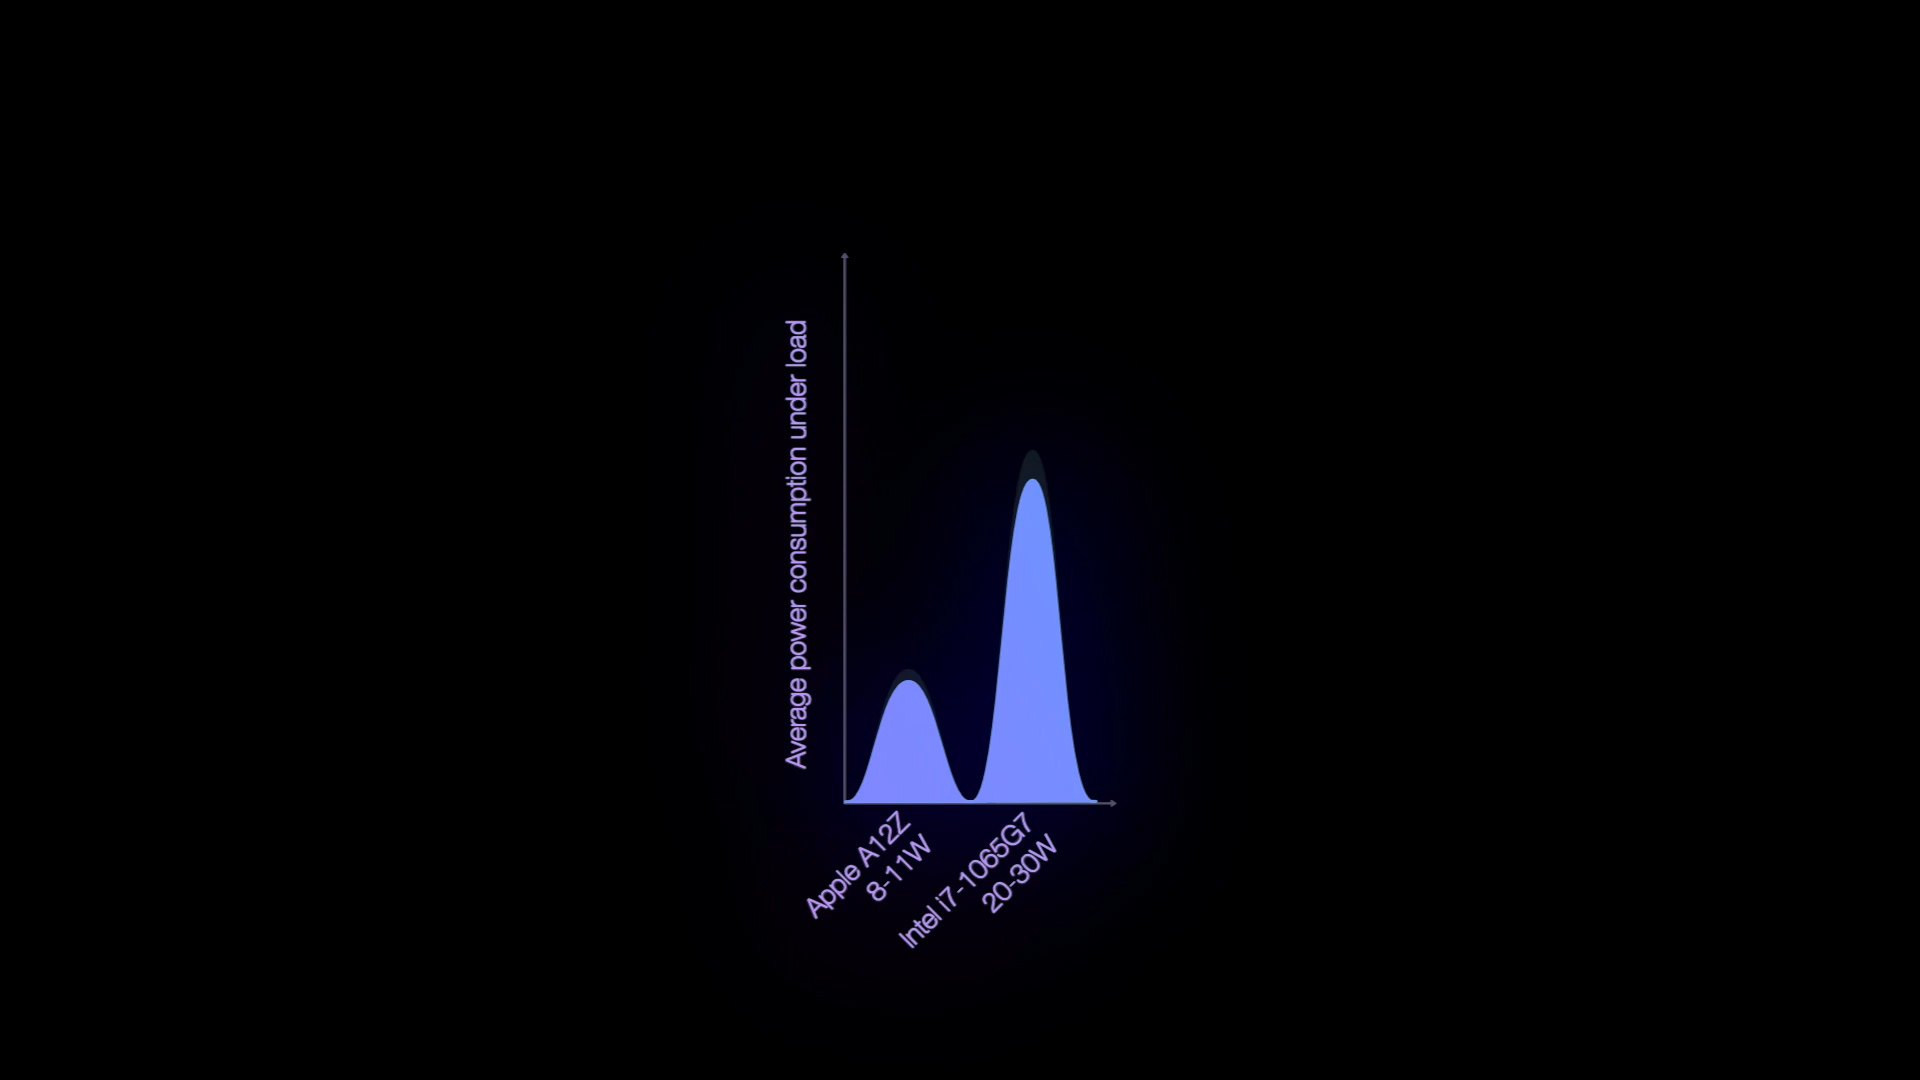 Average power consumption under load
Apple A12Z
8-11W
Intel i7-1065G7
20-30W